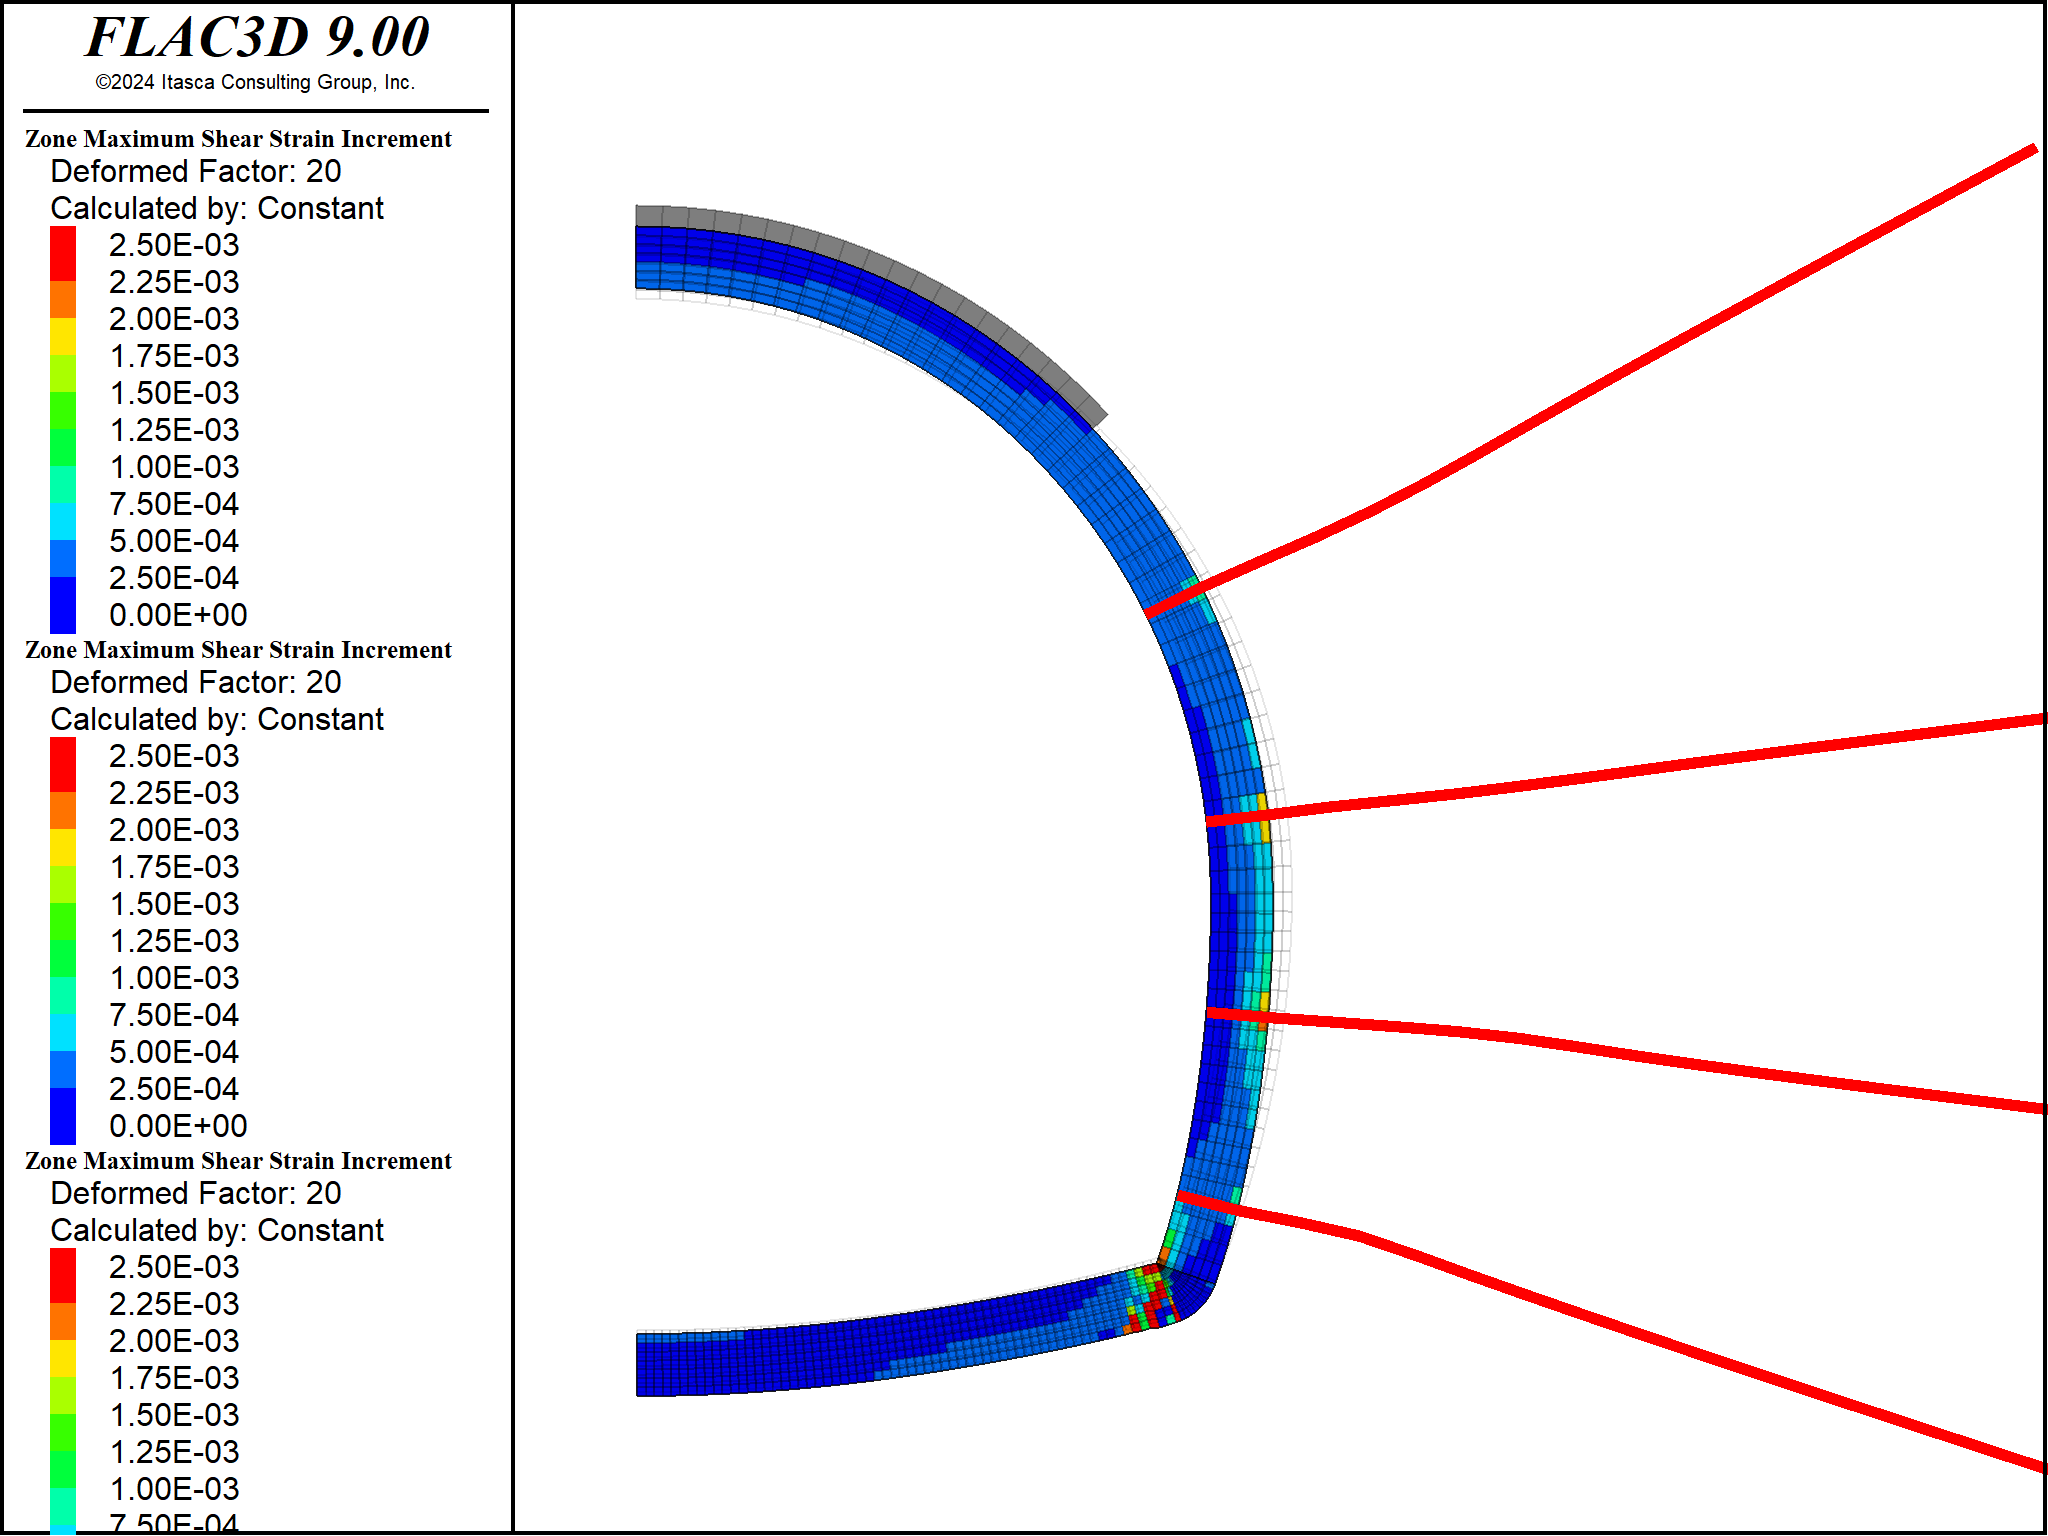 FLAC3D 9.00
©2024 Itasca Consulting Group, Inc.
Zone Maximum Shear Strain Increment
Deformed Factor: 20
Calculated by: Constant
2.50E-03
2.25E-03
2.00E-03
1.75E-03
1.50E-03
1.25E-03
1.00E-03
7.50E-04
5.00E-04
2.50E-04
0.00E+00
Zone Maximum Shear Strain Increment
Deformed Factor: 20
Calculated by: Constant
2.50E-03
2.25E-03
2.00E-03
1.75E-03
1.50E-03
1.25E-03
1.00E-03
7.50E-04
5.00E-04
2.50E-04
0.00E+00
Zone Maximum Shear Strain Increment
Deformed Factor: 20
Calculated by: Constant
2.50E-03
2.25E-03
2.00E-03
1.75E-03
1.50E-03
1.25E-03
1.00E-03
7.50E-04